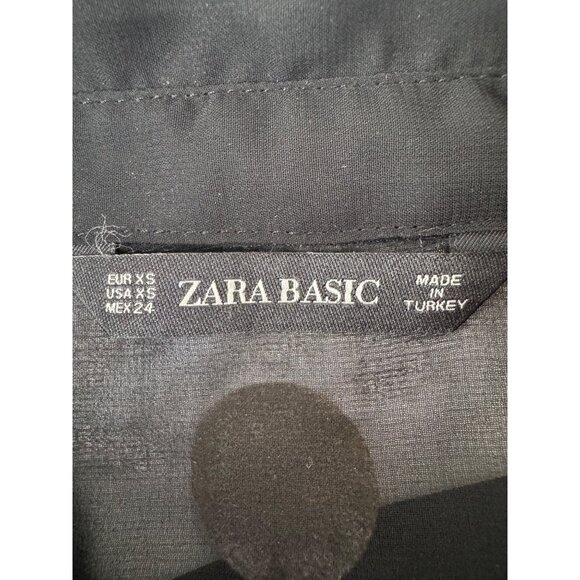 EUR XS
USA XS
MEX 24
ZARA BASIC
MADE
IN
TURKEY